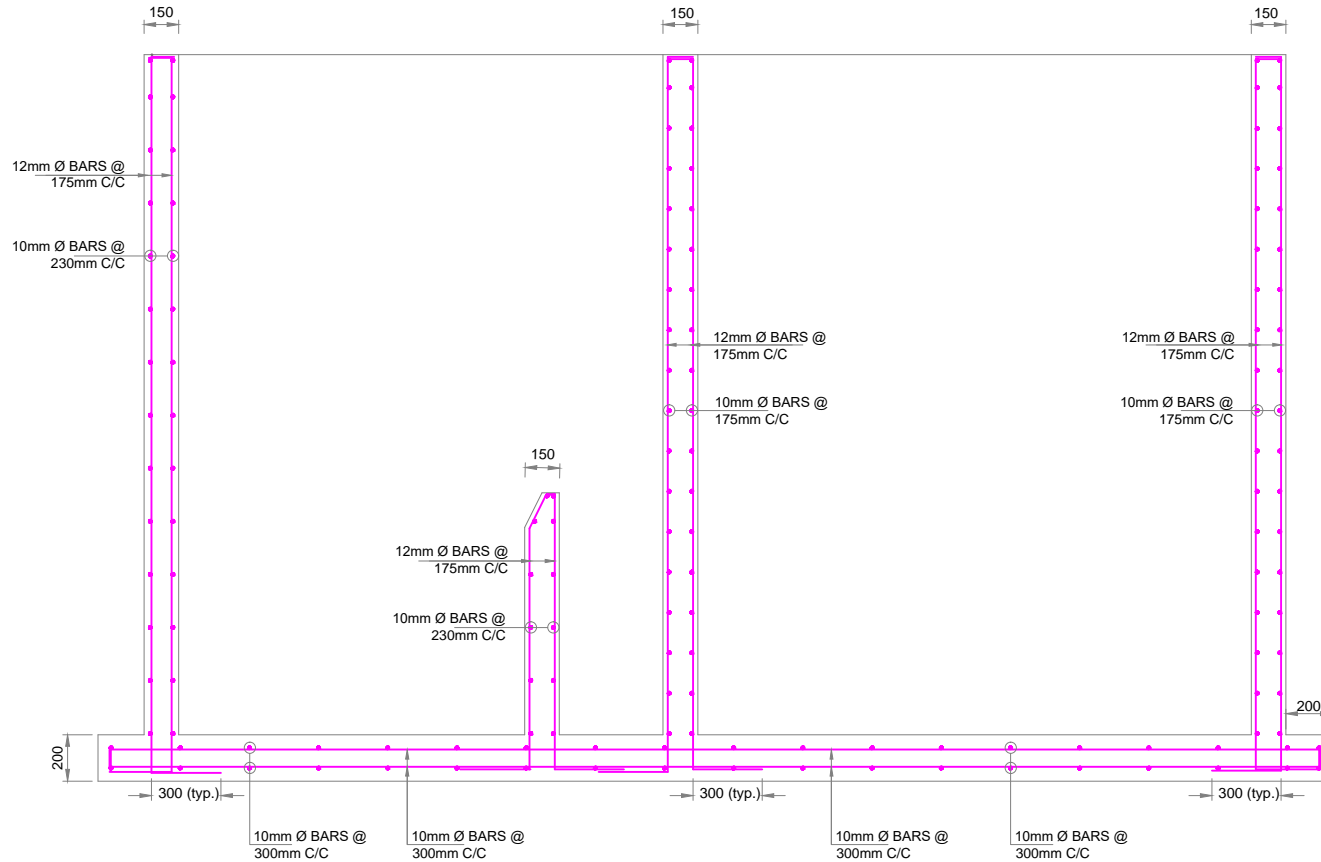 150
150
150
12mm Ø BARS @
175mm C/C
10mm Ø BARS @
230mm C/C
12mm Ø BARS @
175mm C/C
12mm Ø BARS @
175mm C/C
10mm Ø BARS @
175mm C/C
10mm Ø BARS @
175mm C/C
150
12mm Ø BARS @
175mm C/C
10mm Ø BARS @
230mm C/C
200
200
300 (typ.)
300 (typ.)
300 (typ.)
10mm Ø BARS @
300mm C/C
10mm Ø BARS @
300mm C/C
10mm Ø BARS @
300mm C/C
10mm Ø BARS @
300mm C/C